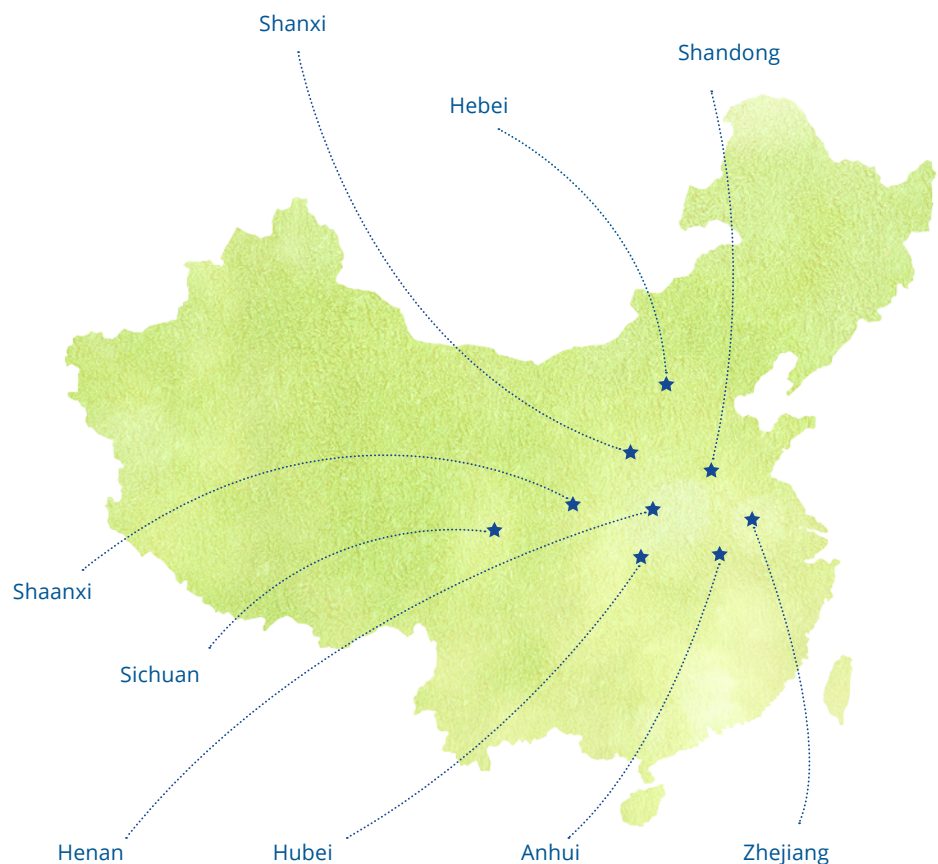 Shanxi
Shandong
Hebei
Shaanxi
Sichuan
Henan
Hubei
Anhui
Zhejiang